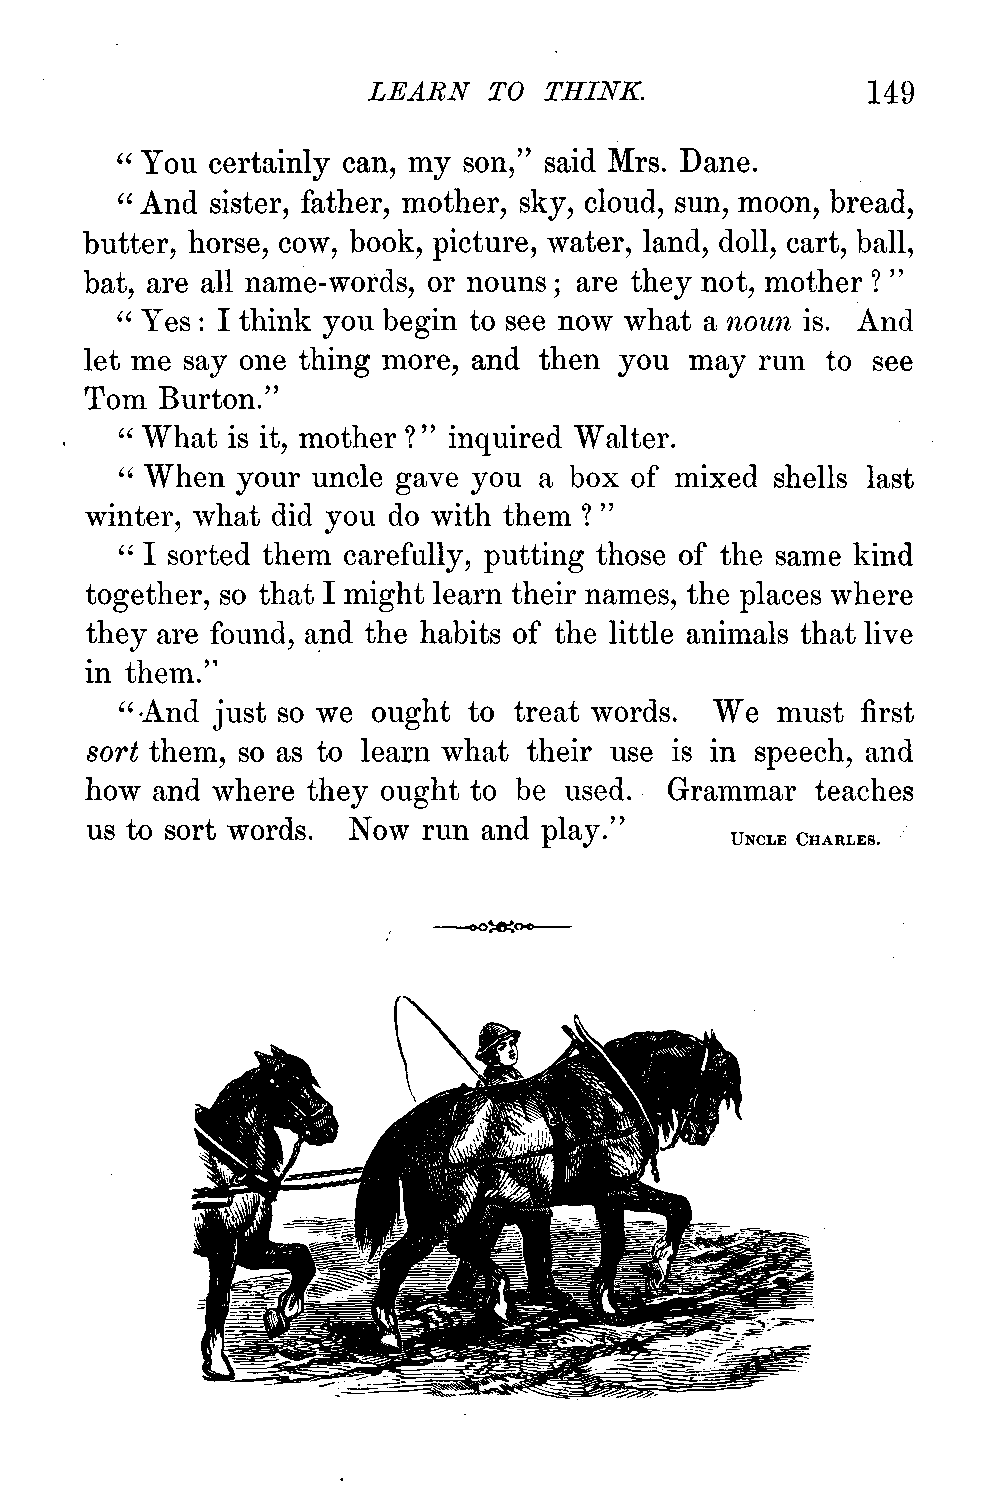 LEARN TO THINK. 149
“You certainly can, my son,” said Mrs. Dane.
“And sister, father, mother, sky, cloud, sun, moon, bread,
butter, horse, cow, book, picture, water, land, doll, cart, ball,
bat, are all name-words, or nouns; are they not, mother?”
“Yes: I think you begin to see now what a noun is. And
let me say one thing more, and then you may run to see
Tom Burton.”
“What is it, mother?” inquired Walter.
“When your uncle gave you a box of mixed shells last
winter, what did you do with them?”
“I sorted them carefully, putting those of the same kind
together, so that I might learn their names, the places where
they are found, and the habits of the little animals that live
in them.”
“And just so we ought to treat words. We must first
sort them, so as to learn what their use is in speech, and
how and where they ought to be used. Grammar teaches
us to sort words. Now run and play.” UNCLE CHARLES.